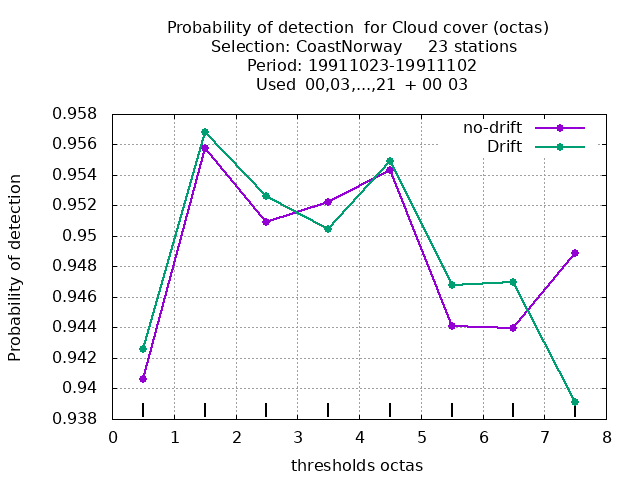 Probability of detection  for Cloud cover (octas)
Selection: CoastNorway     23 stations
Period: 19911023-19911102
Used  00,03,...,21  + 00 03
no-drift
Drift
Probability of detection
0.958
0.956
0.954
0.952
0.95
0.948
0.946
0.944
0.942
0.94
0.938
0 1 2 3 4 5 6 7 8
thresholds octas